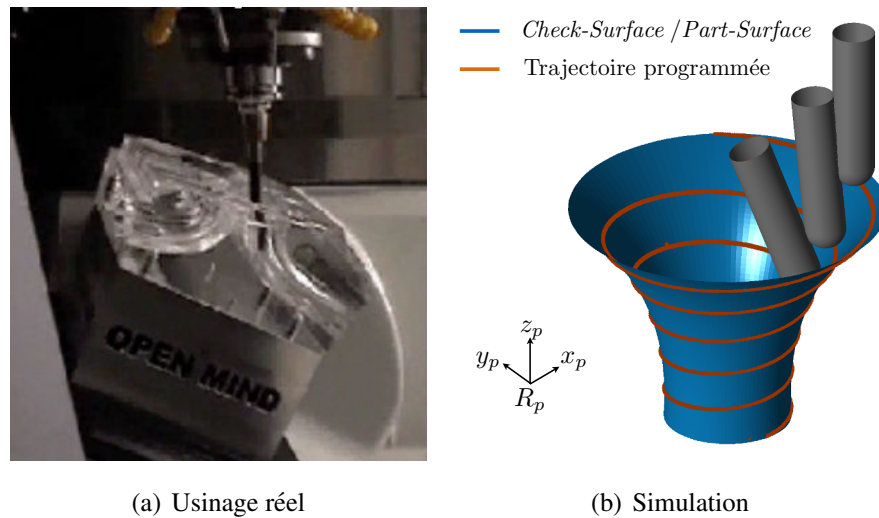 Check-Surface / Part-Surface
Trajectoire programmée
OPEN MIND
z_p
y_p
x_p
R_p
(a) Usinage réel
(b) Simulation